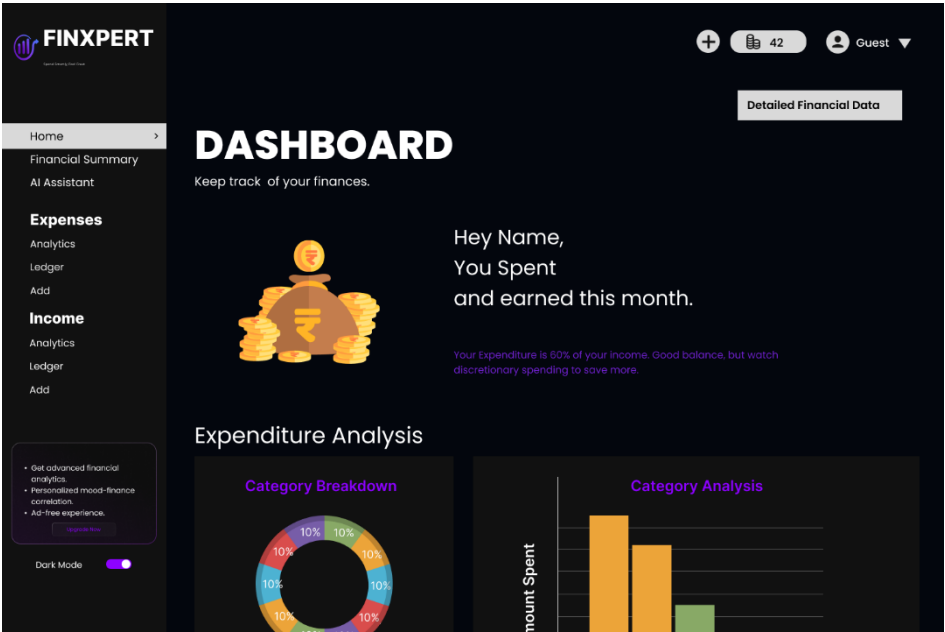 FINXPERT
42
Guest
Detailed Financial Data
Home
Financial Summary
AI Assistant
Expenses
Analytics
Ledger
Add
Income
Analytics
Ledger
Add
• Get advanced financial
analytics.
• Personalized mood-finance
correlation.
• Ad-free experience.
Upgrade Now
Dark Mode
DASHBOARD
Keep track of your finances.
₹
₹
Hey Name,
You Spent
and earned this month.
Your Expenditure is 60% of your income. Good balance, but watch
discretionary spending to save more.
Expenditure Analysis
Category Breakdown
10%
10%
10%
10%
10%
10%
10%
10%
Category Analysis
mount Spent